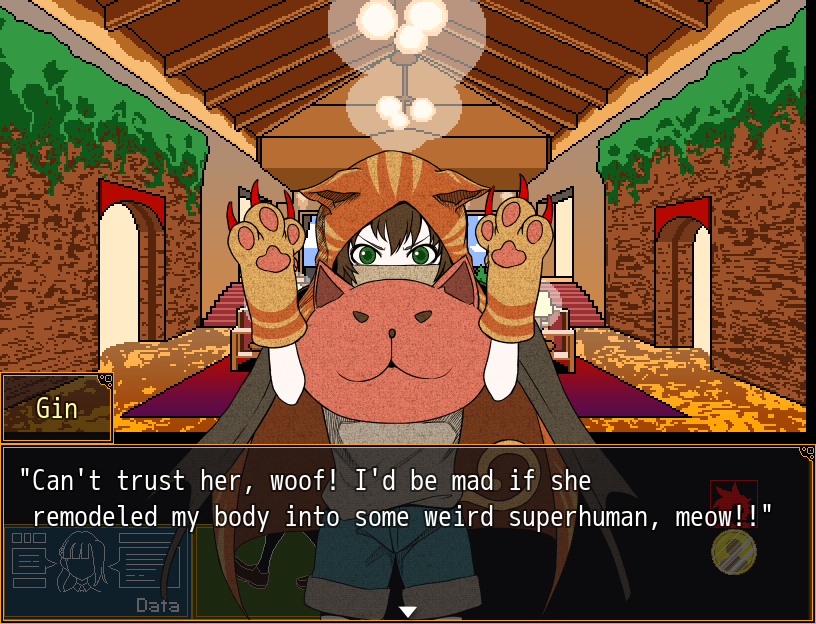 Gin
"Can't trust her, woof! I'd be mad if she
remodeled my body into some weird superhuman, meow!!"
Data